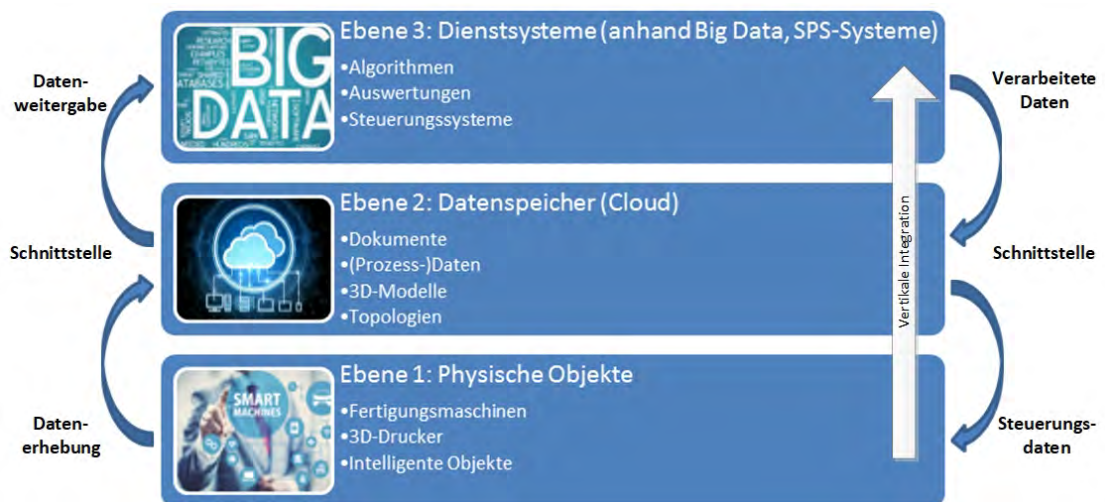 Ebene 3: Dienstsysteme (anhand Big Data, SPS-Systeme)
•Algorithmen
•Auswertungen
•Steuerungssysteme
BIG
DATA
Daten-
weitergabe
Verarbeitete
Daten
Ebene 2: Datenspeicher (Cloud)
•Dokumente
•(Prozess-)Daten
•3D-Modelle
•Topologien
Schnittstelle
Schnittstelle
Vertikale Integration
Ebene 1: Physische Objekte
•Fertigungsmaschinen
•3D-Drucker
•Intelligente Objekte
SMART
MACHINES
Daten-
erhebung
Steuerungs-
daten